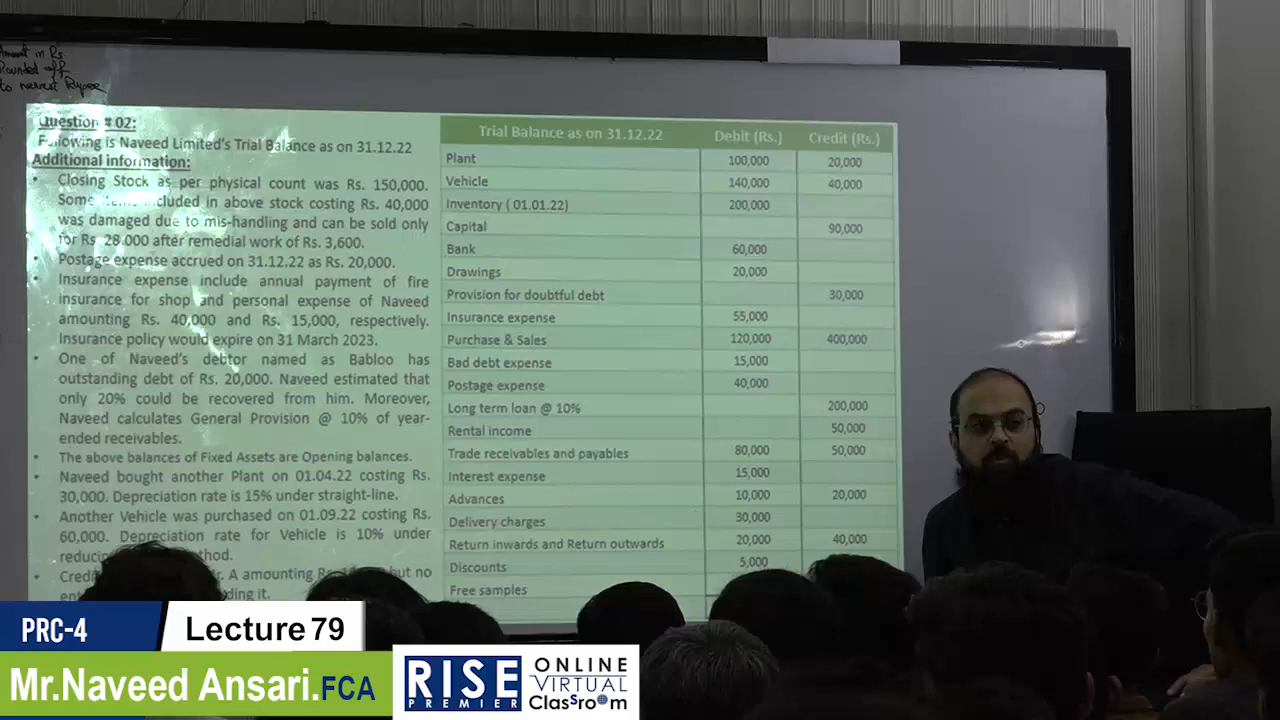 Amount in Rs.
Rounded off
to nearest Rupee
Question # 02:
Following is Naveed Limited's Trial Balance as on 31.12.22
Additional information:
• Closing Stock as per physical count was Rs. 150,000.
Some items included in above stock costing Rs. 40,000
was damaged due to mis-handling and can be sold only
for Rs. 28,000 after remedial work of Rs. 3,600.
• Postage expense accrued on 31.12.22 as Rs. 20,000.
• Insurance expense include annual payment of fire
insurance for shop and personal expense of Naveed
amounting Rs. 40,000 and Rs. 15,000, respectively.
Insurance policy would expire on 31 March 2023.
• One of Naveed's debtor named as Babloo has
outstanding debt of Rs. 20,000. Naveed estimated that
only 20% could be recovered from him. Moreover,
Naveed calculates General Provision @ 10% of year-
ended receivables.
• The above balances of Fixed Assets are Opening balances.
• Naveed bought another Plant on 01.04.22 costing Rs.
30,000. Depreciation rate is 15% under straight-line.
• Another Vehicle was purchased on 01.09.22 costing Rs.
60,000. Depreciation rate for Vehicle is 10% under
• A amounting but no
it.
Trial Balance as on 31.12.22 Debit (Rs.) Credit (Rs.)
Plant 100,000 20,000
Vehicle 140,000 40,000
Inventory ( 01.01.22) 200,000
Capital 90,000
Bank 60,000
Drawings 20,000
Provision for doubtful debt 30,000
Insurance expense 55,000
Purchase & Sales 120,000 400,000
Bad debt expense 15,000
Postage expense 40,000
Long term loan @ 10% 200,000
Rental income 50,000
Trade receivables and payables 80,000 50,000
Interest expense 15,000
Advances 10,000 20,000
Delivery charges 30,000
Return inwards and Return outwards 20,000 40,000
Discounts 5,000
Free samples
PRC-4 Lecture 79
Mr.Naveed Ansari.FCA
RISE
PREMIER
ONLINE
VIRTUAL
ClasSroom